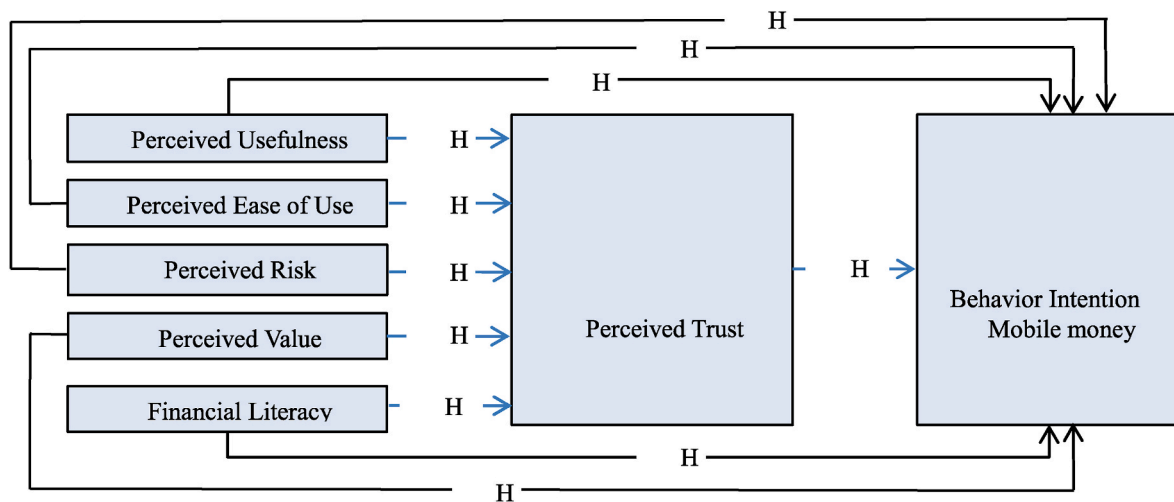 H
H
H
Perceived Usefulness
H
Perceived Ease of Use
H
Perceived Risk
H
H
Perceived Value
H
Perceived Trust
Behavior Intention
Mobile money
Financial Literacy
H
H
H